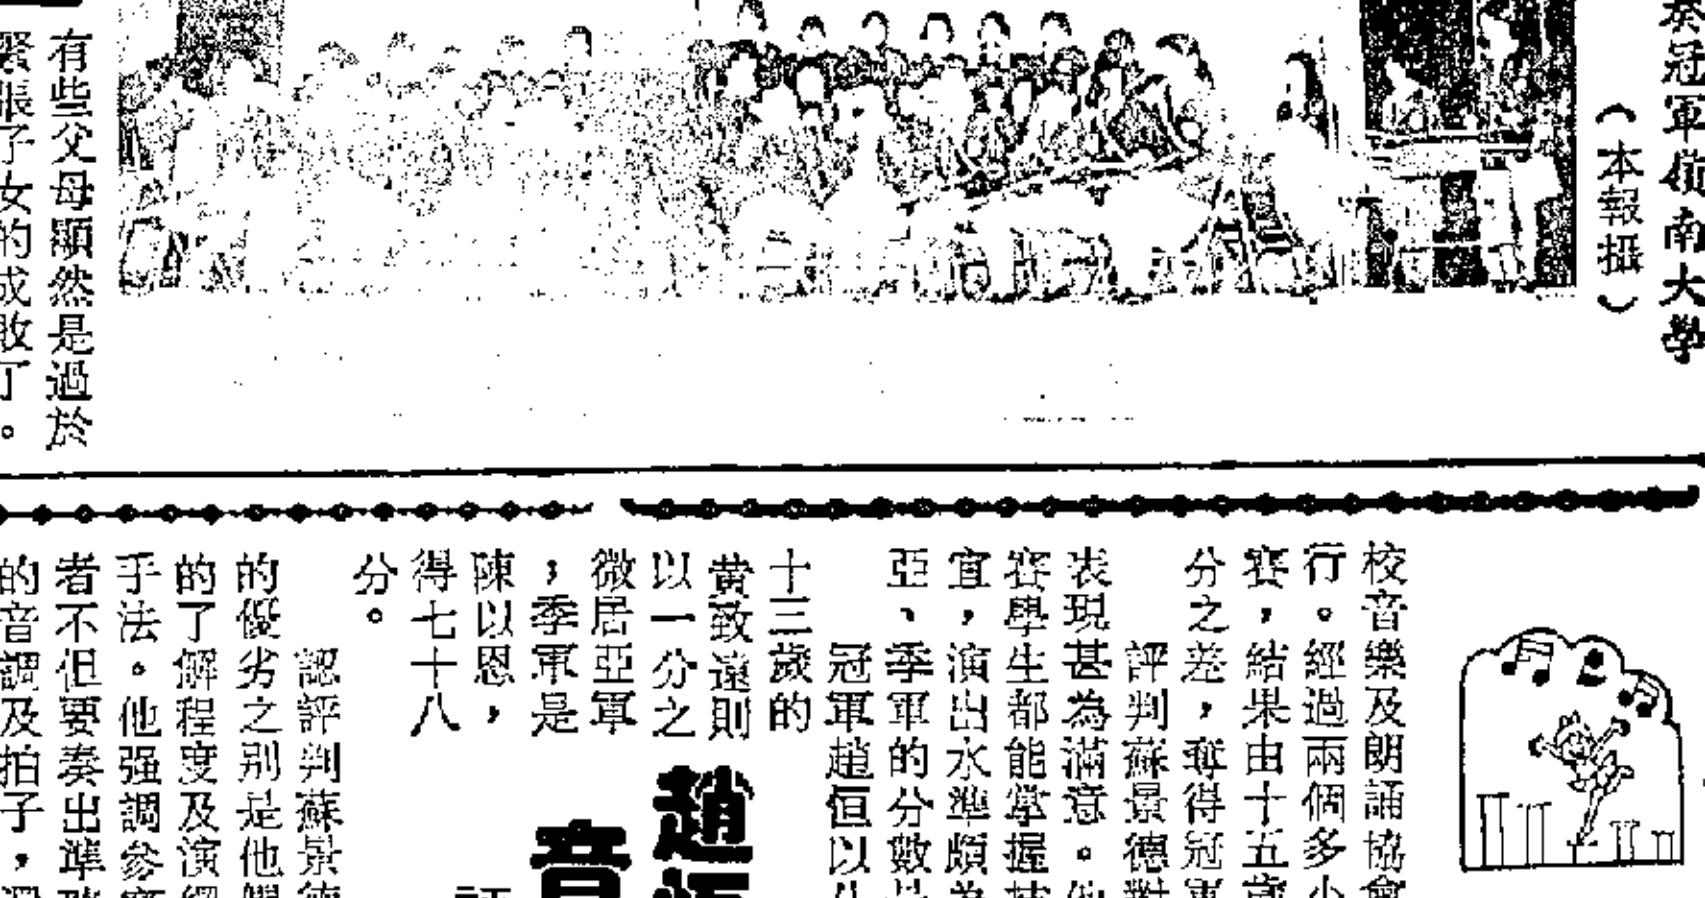 奏冠軍嶺南大學
（本報攝）
有些父母顯然是過於
緊張子女的成敗了。
校音樂及朗誦協會
行。經過兩個多小
賽，結果由十五歲
分之差，奪得冠軍
評判蘇景德對
表現甚為滿意。他
賽學生都能掌握技
宜，演出水準頗為
亞、季軍的分數
冠軍趙恒以
十三歲的
黃致遠則
以一分之
微居亞軍
；季軍是
陳以恩，
得七十八
分。
趙恒
音
評
認評判蘇景德
的優劣之別是他
的了解程度及演繹
手法。他强調參賽
者不但要奏出準確
的音調及拍子，